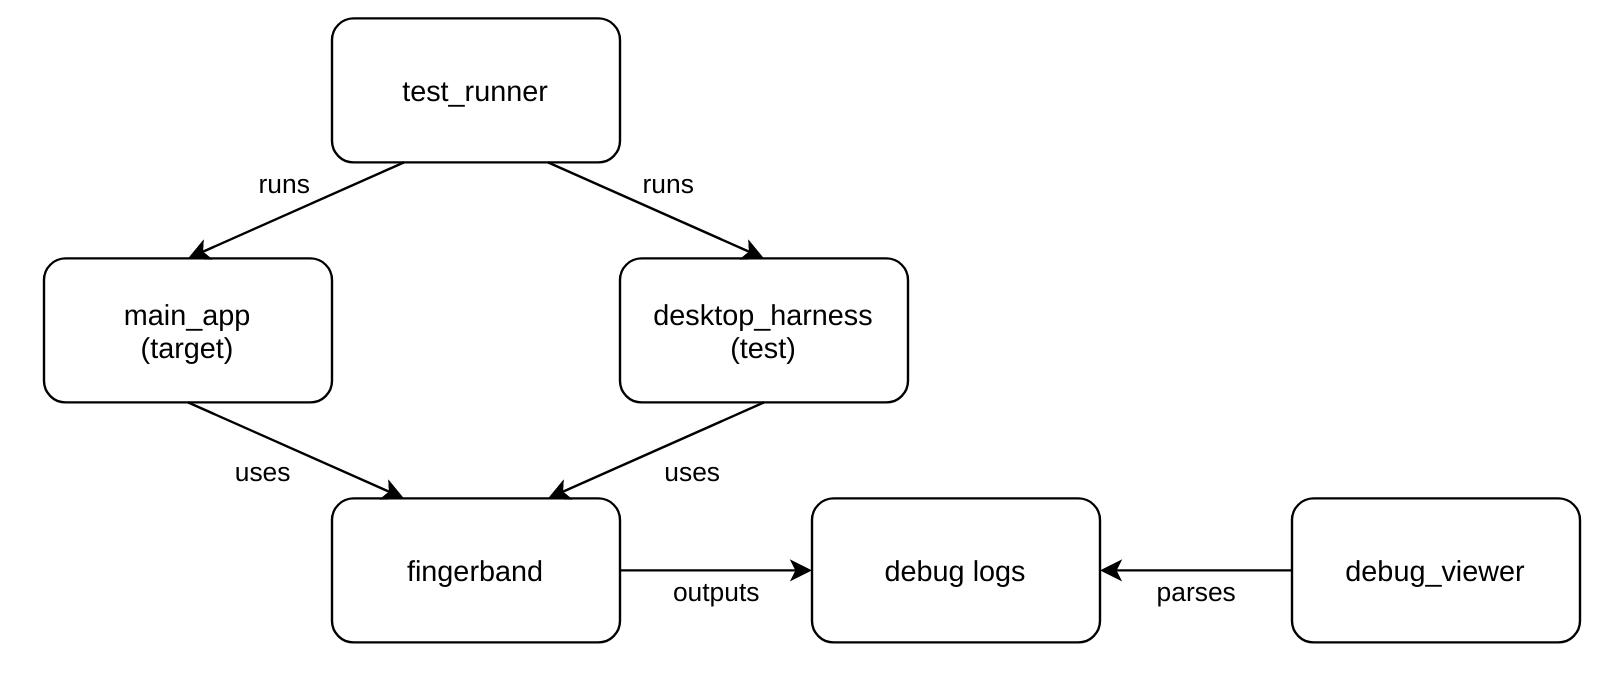 test_runner
runs
runs
main_app
(target)
desktop_harness
(test)
uses
uses
fingerband
outputs
debug logs
parses
debug_viewer